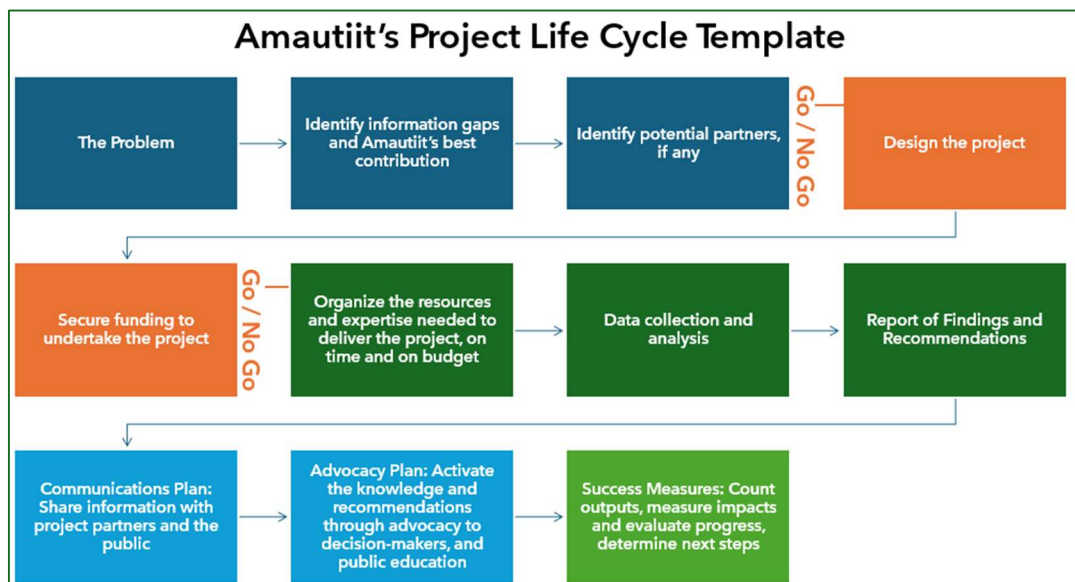 Amautiit's Project Life Cycle Template
The Problem
Identify information gaps
and Amautiit's best
contribution
Identify potential partners,
if any
Go / No Go
Design the project
Secure funding to
undertake the project
Go / No Go
Organize the resources
and expertise needed to
deliver the project, on
time and on budget
Data collection and
analysis
Report of Findings and
Recommendations
Communications Plan:
Share information with
project partners and the
public
Advocacy Plan: Activate
the knowledge and
recommendations
through advocacy to
decision-makers, and
public education
Success Measures: Count
outputs, measure impacts
and evaluate progress,
determine next steps